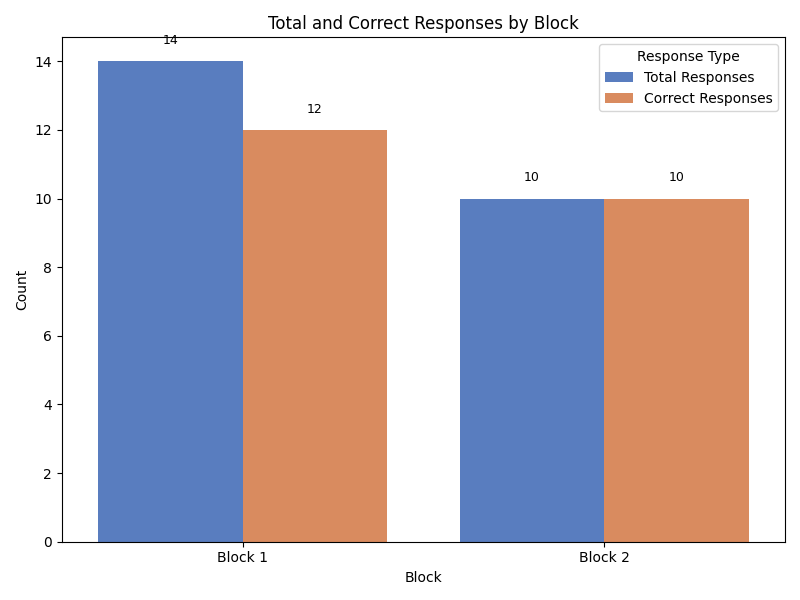 Total and Correct Responses by Block
14
12
10
10
Response Type
Total Responses
Correct Responses
14
12
10
8
6
4
2
0
Count
Block 1
Block 2
Block